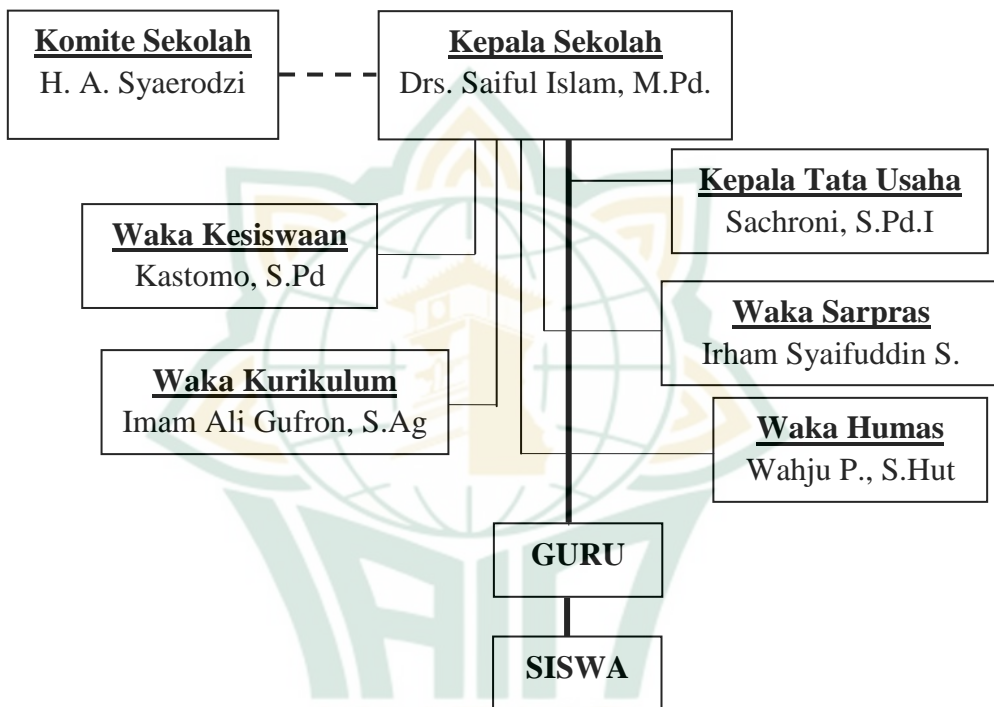 Komite Sekolah
H. A. Syaerodzi
Kepala Sekolah
Drs. Saiful Islam, M.Pd.
Kepala Tata Usaha
Sachroni, S.Pd.I
Waka Kesiswaan
Kastomo, S.Pd
Waka Sarpras
Irham Syaifuddin S.
Waka Kurikulum
Imam Ali Gufron, S.Ag
Waka Humas
Wahju P., S.Hut
GURU
SISWA
IAIN